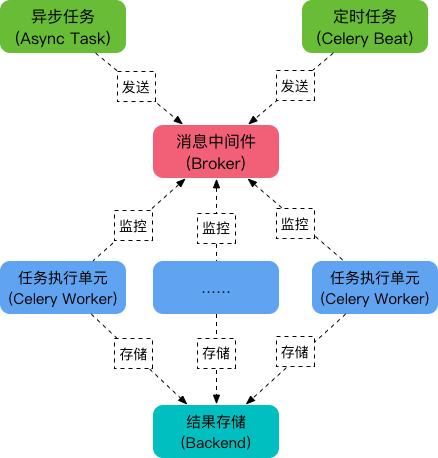 异步任务
(Async Task)
定时任务
(Celery Beat)
发送
发送
消息中间件
(Broker)
监控
监控
监控
任务执行单元
(Celery Worker)
……
任务执行单元
(Celery Worker)
存储
存储
存储
结果存储
(Backend)